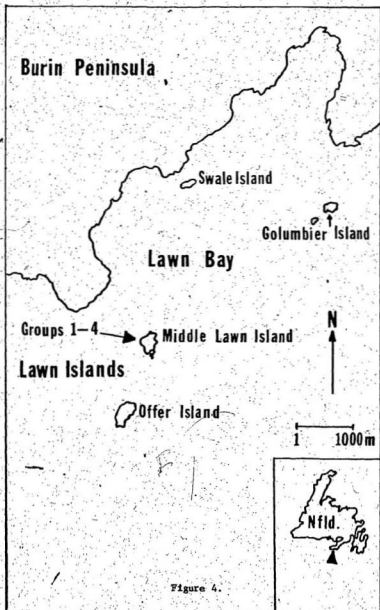 Burin Peninsula
Swale Island
Golumbier Island
Lawn Bay
N
Groups 1-4
Middle Lawn Island
Lawn Islands
Offer Island
1 1000m
Nfld.
Figure 4.